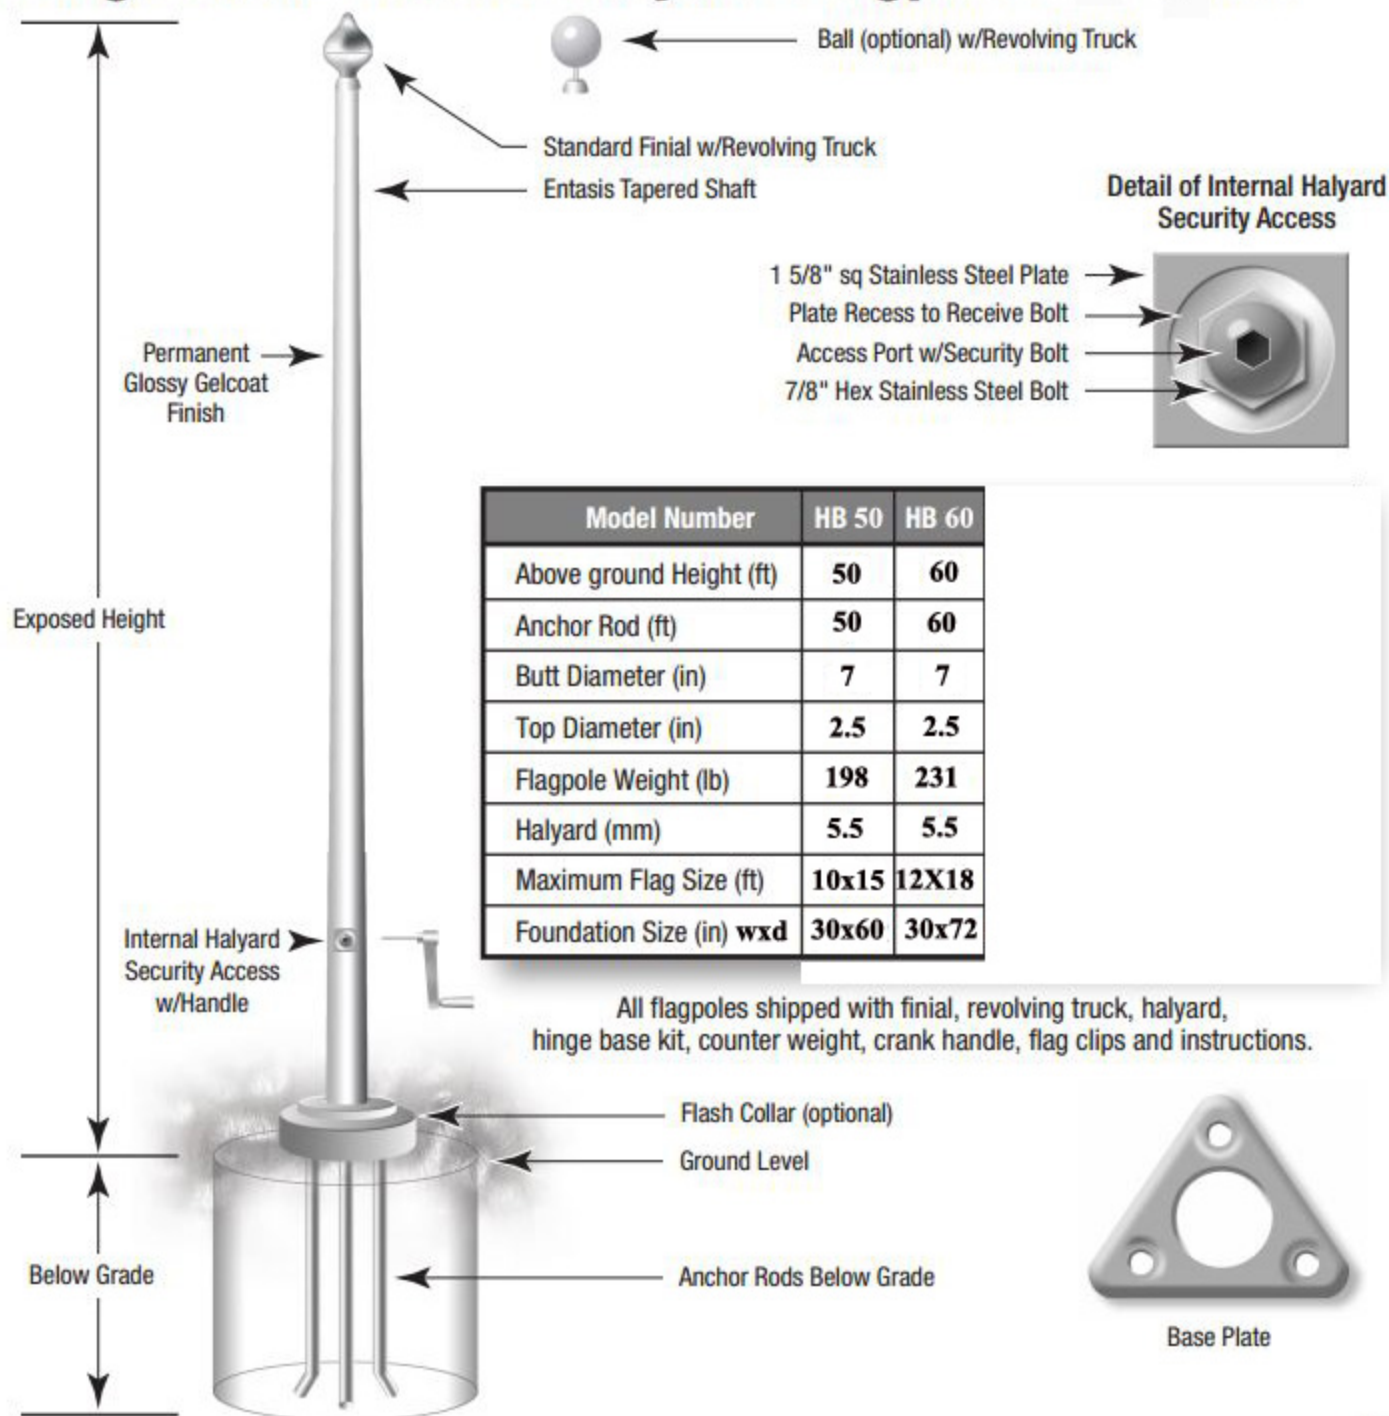 Ball (optional) w/Revolving Truck
Standard Finial w/Revolving Truck
Entasis Tapered Shaft
Detail of Internal Halyard
Security Access
1 5/8" sq Stainless Steel Plate
Plate Recess to Receive Bolt
Access Port w/Security Bolt
7/8" Hex Stainless Steel Bolt
Permanent
Glossy Gelcoat
Finish
Model Number HB 50 HB 60
Above ground Height (ft) 50 60
Anchor Rod (ft) 50 60
Butt Diameter (in) 7 7
Top Diameter (in) 2.5 2.5
Flagpole Weight (lb) 198 231
Halyard (mm) 5.5 5.5
Maximum Flag Size (ft) 10x15 12X18
Foundation Size (in) wxd 30x60 30x72
Exposed Height
Internal Halyard
Security Access
w/Handle
All flagpoles shipped with finial, revolving truck, halyard,
hinge base kit, counter weight, crank handle, flag clips and instructions.
Flash Collar (optional)
Ground Level
Below Grade
Anchor Rods Below Grade
Base Plate